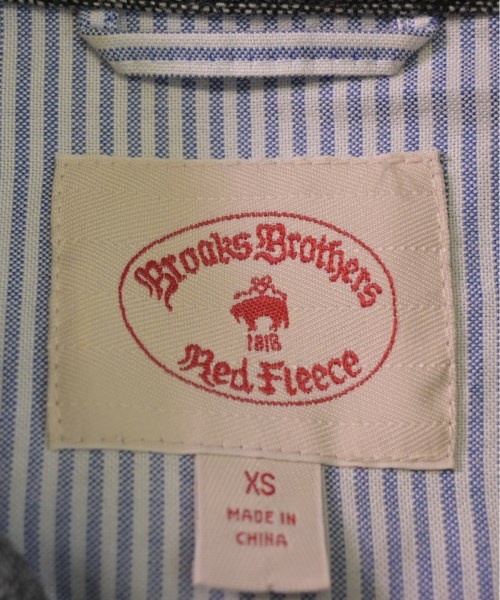 Brooks Brothers
1818
Red Fleece
XS
MADE IN
CHINA